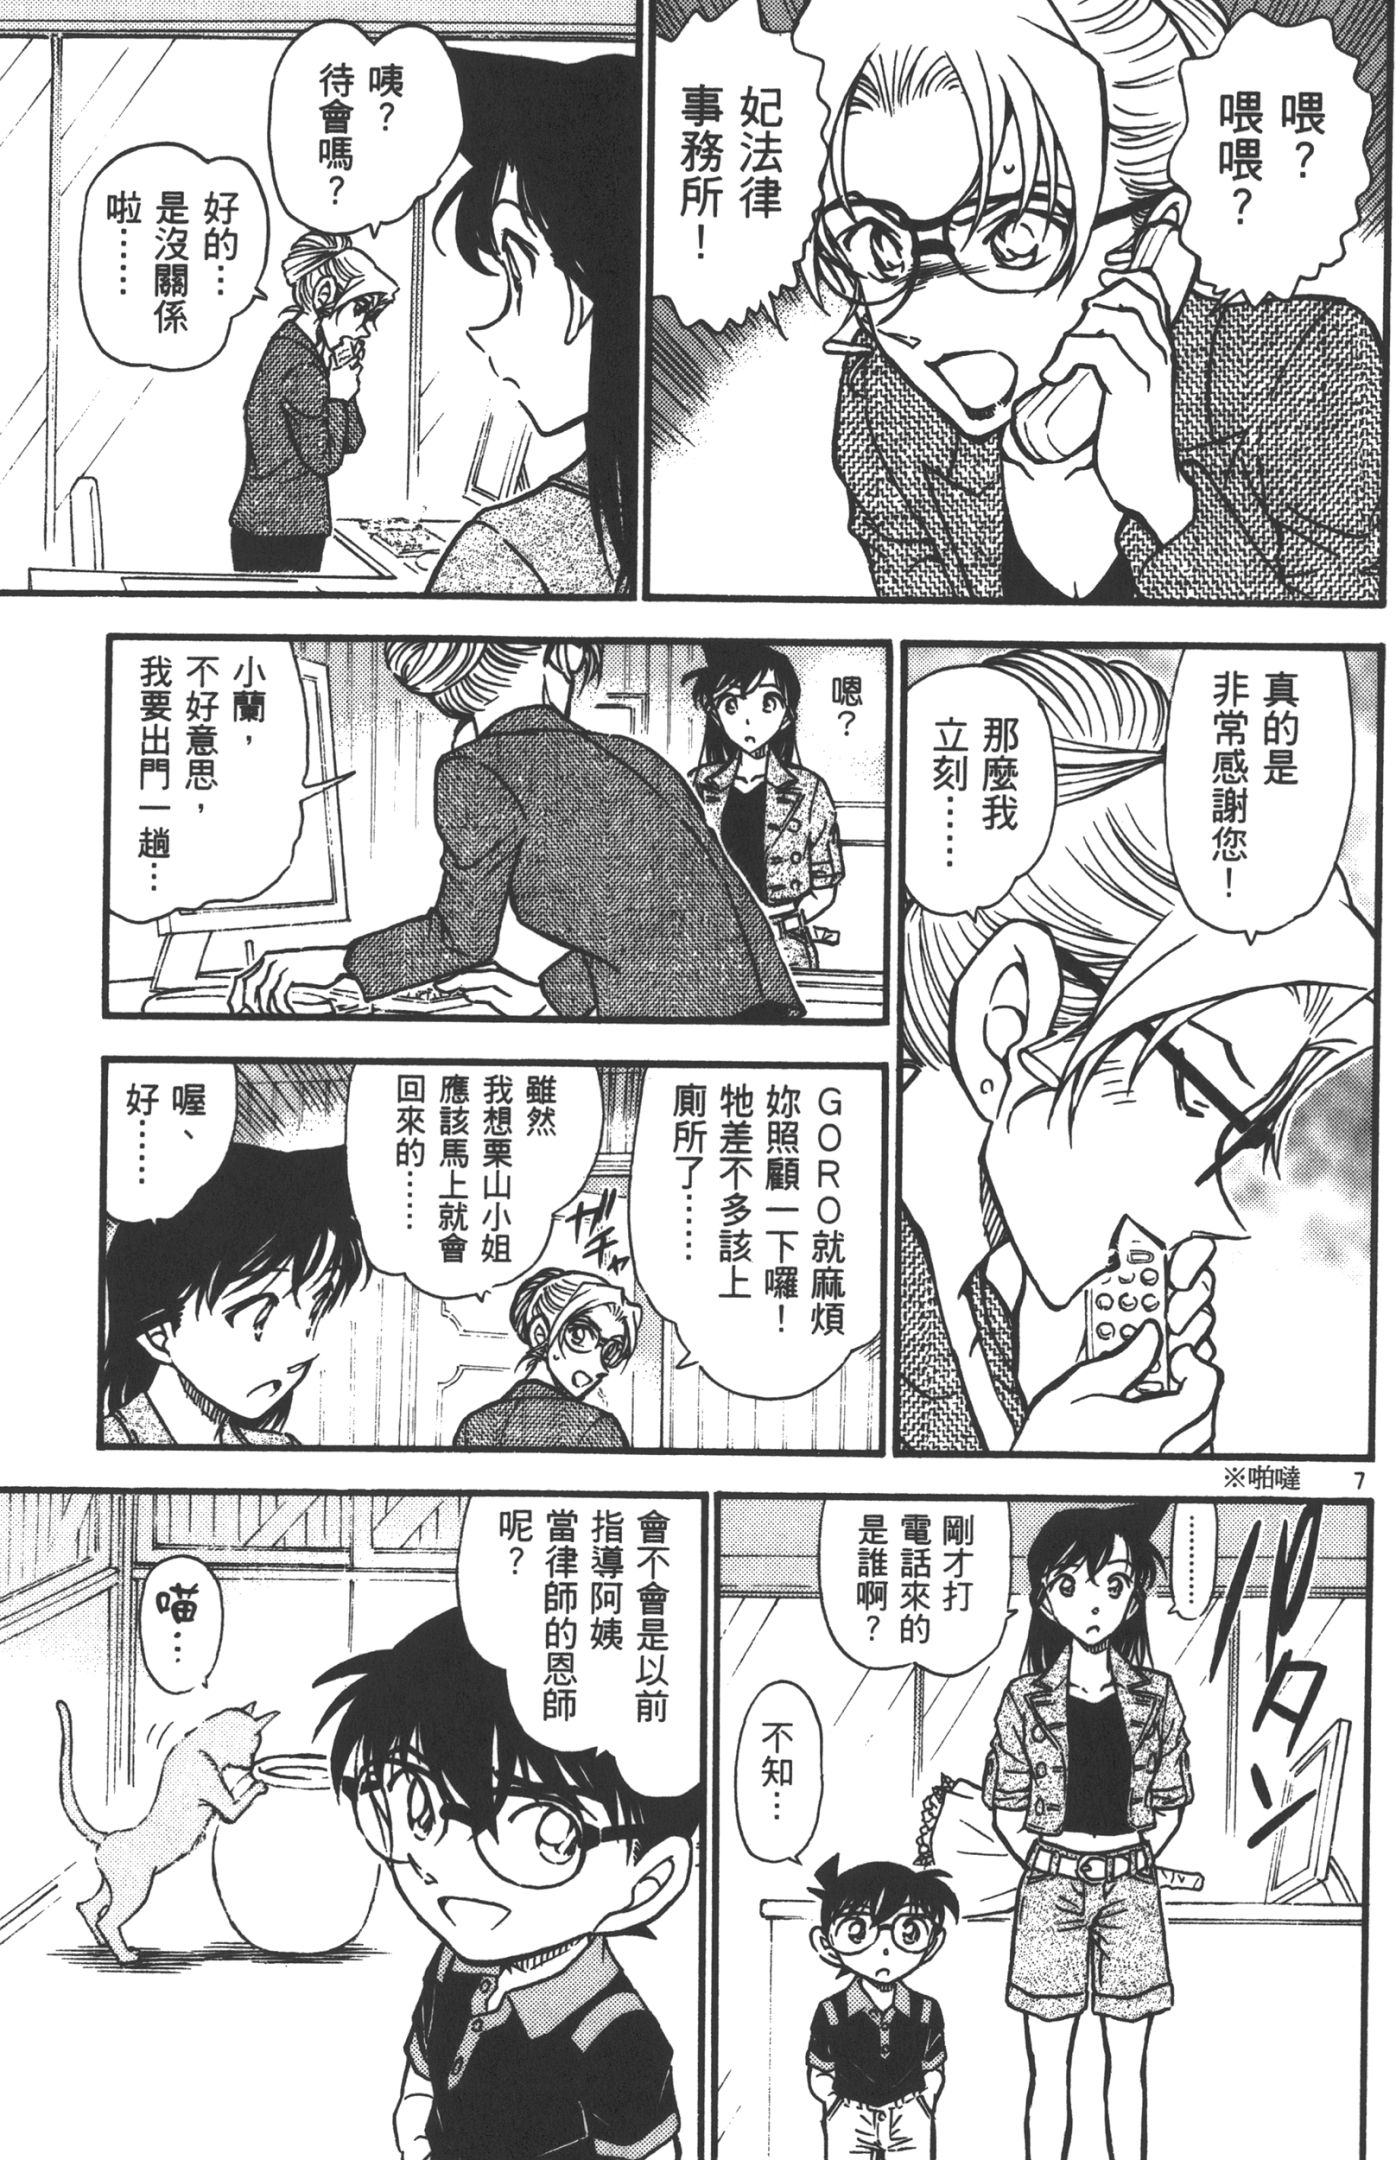 喂？
喂喂？
妃法律
事務所！
咦？
待會嗎？
好的…
是沒關係
啦……
真的是
非常感謝您！
那麼我
立刻……
嗯？
小蘭，
不好意思，
我要出門一趟…
GORO就麻煩
妳照顧一下囉！
牠差不多該上
廁所了……
雖然
我想栗山小姐
應該馬上就會
回來的……
ガチャ
喔、
好……
※啪噠
7
………
バタン
剛才打
電話來的
是誰啊？
不知…
會不會是以前
指導阿姨
當律師的恩師
呢？
喵…